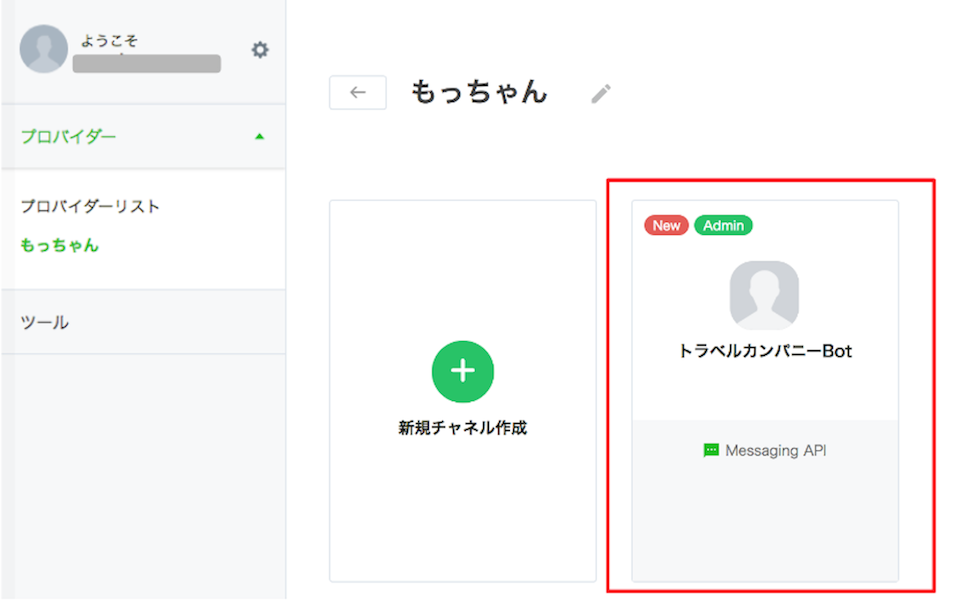 ようこそ
プロバイダー
プロバイダーリスト
もっちゃん
ツール
もっちゃん
新規チャネル作成
New Admin
トラベルカンパニーBot
Messaging API